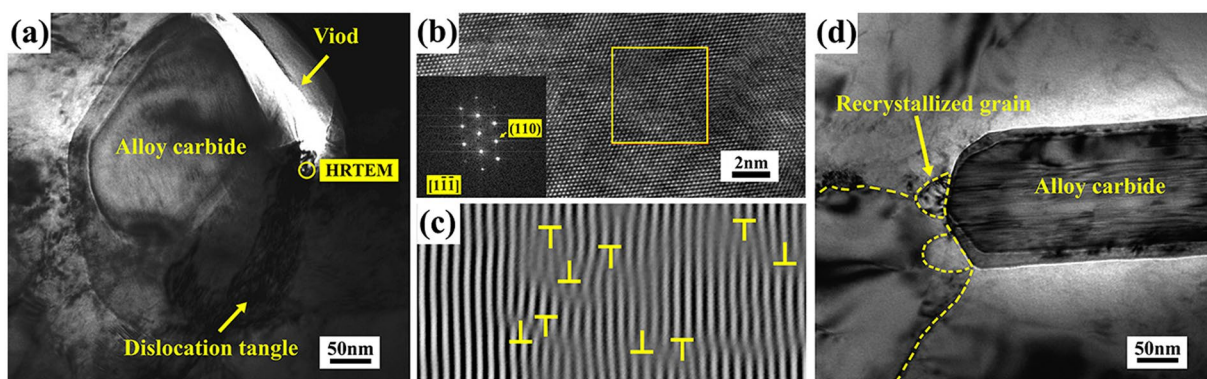 (a)
Viod
Alloy carbide
HRTEM
Dislocation tangle
50nm
(b)
(110)
[11̄1̄]
2nm
(c)
⊤
⊤
⊤
⊥
⊥
⊥
⊤
⊥
⊤
(d)
Recrystallized grain
Alloy carbide
50nm